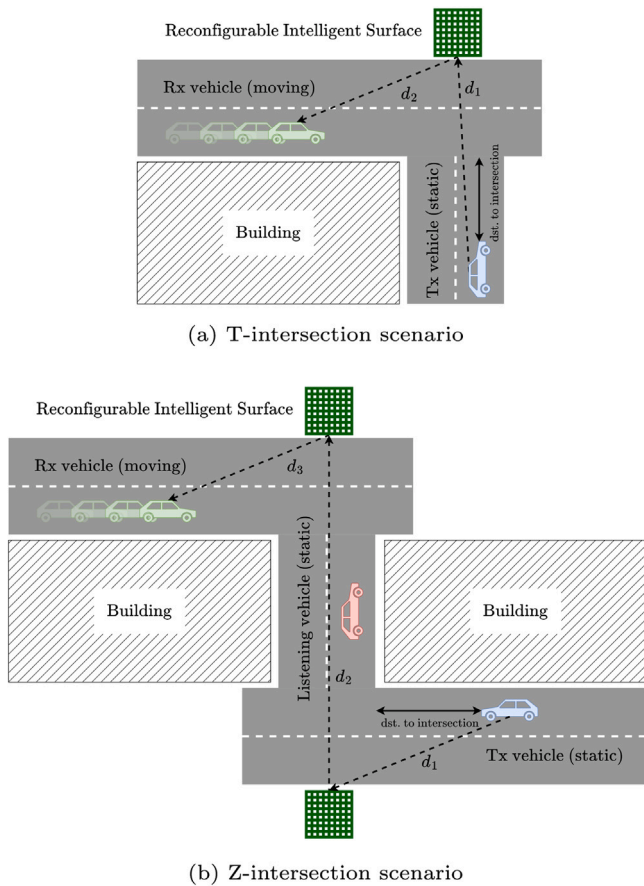 Reconfigurable Intelligent Surface
Rx vehicle (moving)
d₂
d₁
Tx vehicle (static)
dst. to intersection
Building
(a) T-intersection scenario
Reconfigurable Intelligent Surface
Rx vehicle (moving)
d₃
Listening vehicle (static)
Building
Building
d₂
dst. to intersection
d₁
Tx vehicle (static)
(b) Z-intersection scenario